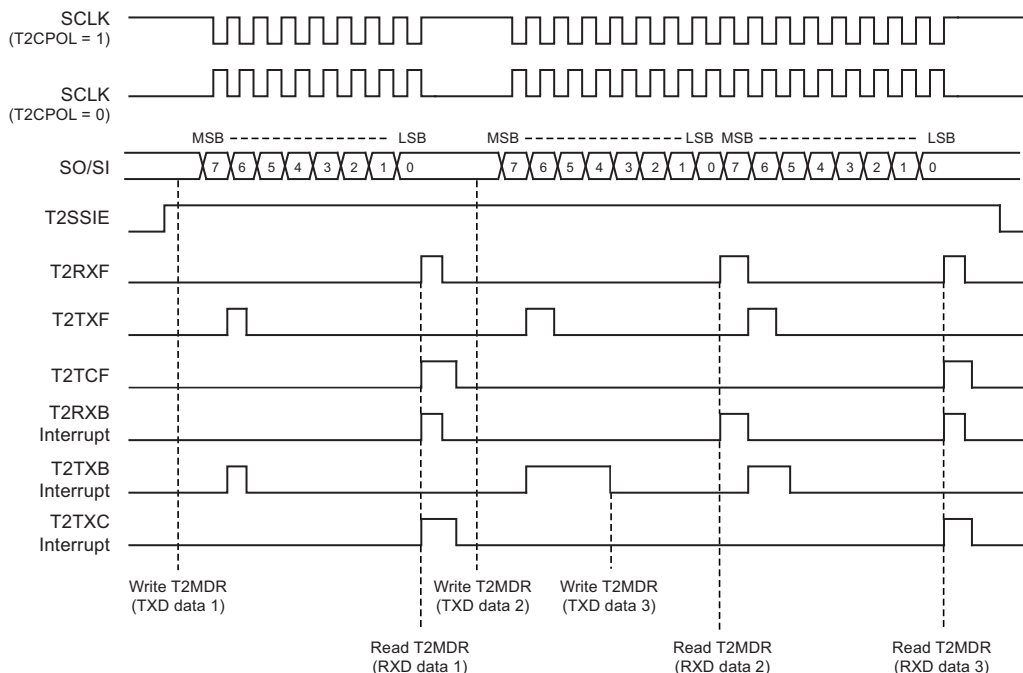 SCLK
(T2CPOL = 1)
SCLK
(T2CPOL = 0)
MSB LSB MSB LSB MSB LSB
SO/SI 7 6 5 4 3 2 1 0 7 6 5 4 3 2 1 0 7 6 5 4 3 2 1 0
T2SSIE
T2RXF
T2TXF
T2TCF
T2RXB
Interrupt
T2TXB
Interrupt
T2TXC
Interrupt
Write T2MDR Write T2MDR Write T2MDR
(TXD data 1) (TXD data 2) (TXD data 3)
Read T2MDR Read T2MDR Read T2MDR
(RXD data 1) (RXD data 2) (RXD data 3)